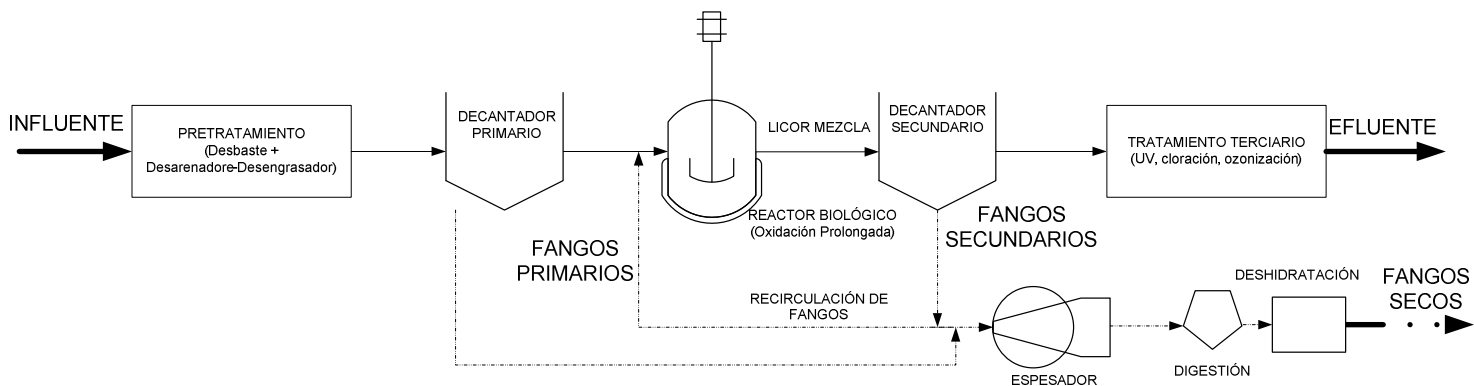 INFLUENTE
PRETRATAMIENTO
(Desbaste +
Desarenadore-Desengrasador)
DECANTADOR
PRIMARIO
LICOR MEZCLA
DECANTADOR
SECUNDARIO
TRATAMIENTO TERCIARIO
(UV, cloración, ozonización)
EFLUENTE
REACTOR BIOLÓGICO
(Oxidación Prolongada)
FANGOS
SECUNDARIOS
FANGOS
PRIMARIOS
RECIRCULACIÓN DE
FANGOS
ESPESADOR
DIGESTIÓN
DESHIDRATACIÓN
FANGOS
SECOS